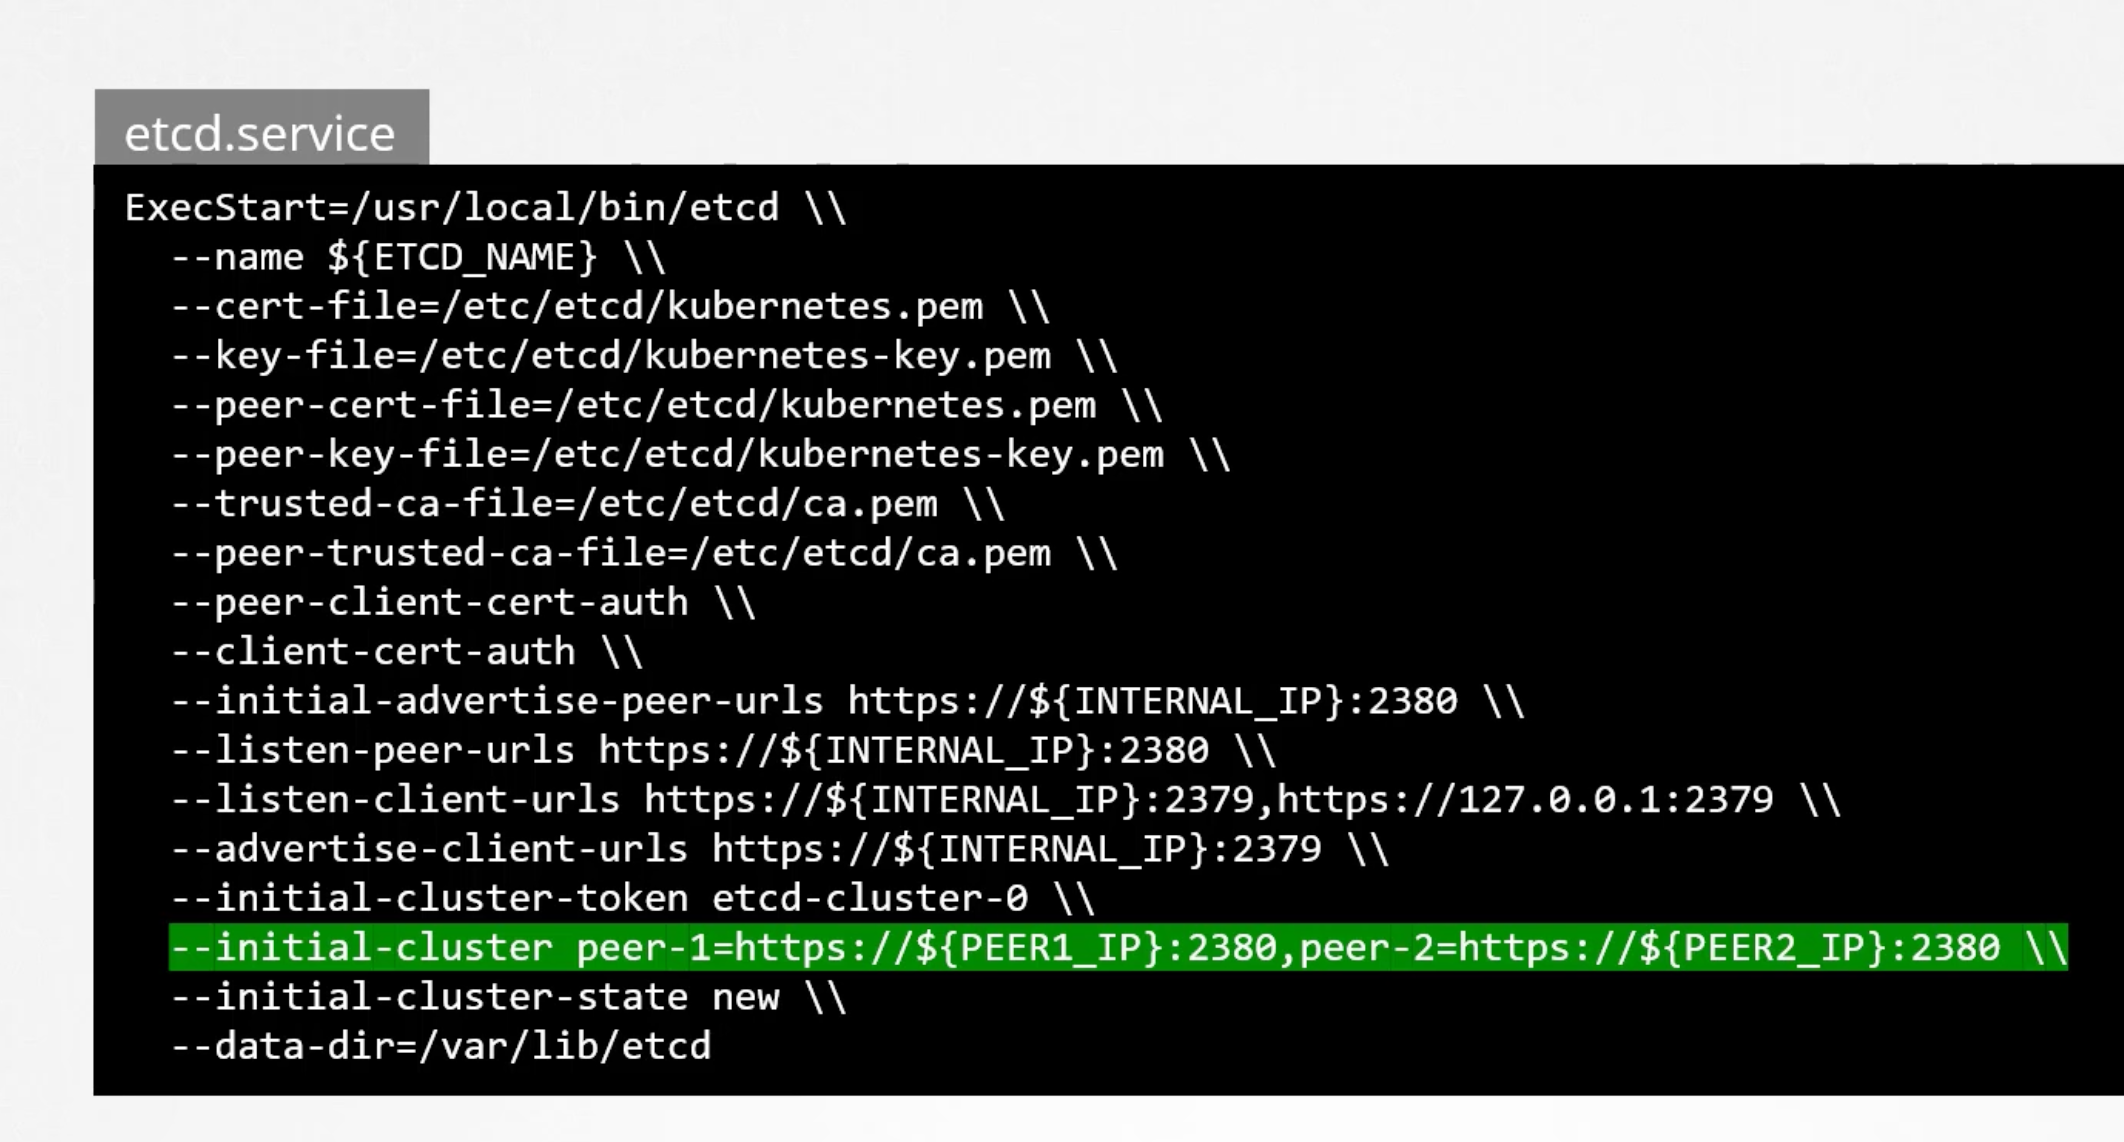 etcd.service
ExecStart=/usr/local/bin/etcd \\
--name ${ETCD_NAME} \\
--cert-file=/etc/etcd/kubernetes.pem \\
--key-file=/etc/etcd/kubernetes-key.pem \\
--peer-cert-file=/etc/etcd/kubernetes.pem \\
--peer-key-file=/etc/etcd/kubernetes-key.pem \\
--trusted-ca-file=/etc/etcd/ca.pem \\
--peer-trusted-ca-file=/etc/etcd/ca.pem \\
--peer-client-cert-auth \\
--client-cert-auth \\
--initial-advertise-peer-urls https://${INTERNAL_IP}:2380 \\
--listen-peer-urls https://${INTERNAL_IP}:2380 \\
--listen-client-urls https://${INTERNAL_IP}:2379,https://127.0.0.1:2379 \\
--advertise-client-urls https://${INTERNAL_IP}:2379 \\
--initial-cluster-token etcd-cluster-0 \\
--initial-cluster peer-1=https://${PEER1_IP}:2380,peer-2=https://${PEER2_IP}:2380 \\
--initial-cluster-state new \\
--data-dir=/var/lib/etcd